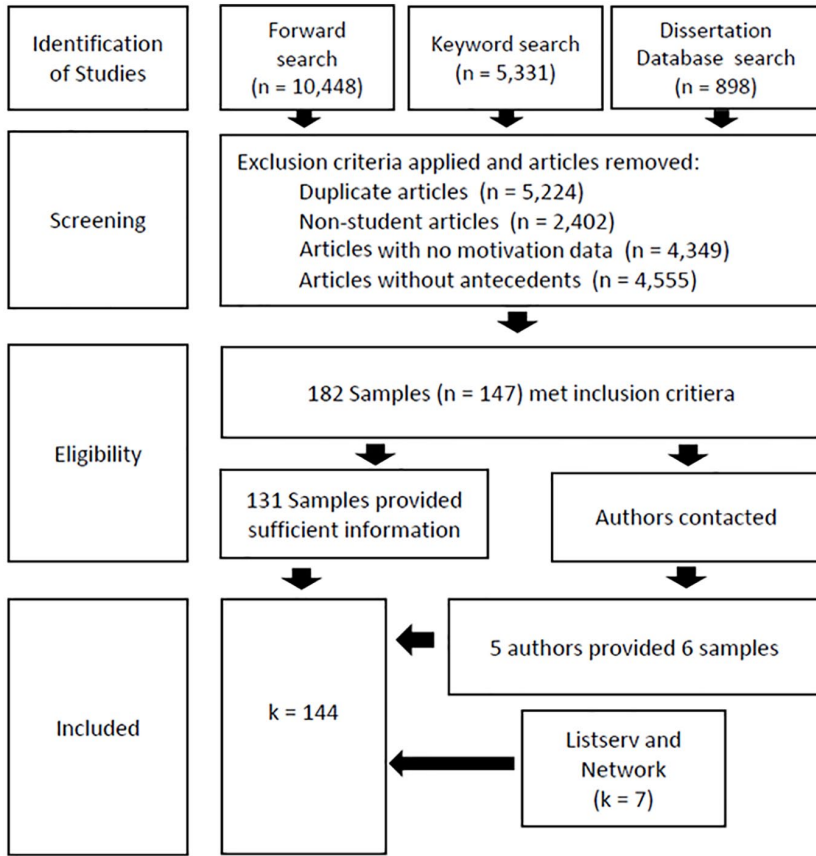 Identification
of Studies
Forward
search
(n = 10,448)
Keyword search
(n = 5,331)
Dissertation
Database search
(n = 898)
Screening
Exclusion criteria applied and articles removed:
Duplicate articles (n = 5,224)
Non-student articles (n = 2,402)
Articles with no motivation data (n = 4,349)
Articles without antecedents (n = 4,555)
Eligibility
182 Samples (n = 147) met inclusion critiera
131 Samples provided
sufficient information
Authors contacted
Included
k = 144
5 authors provided 6 samples
Listserv and
Network
(k = 7)